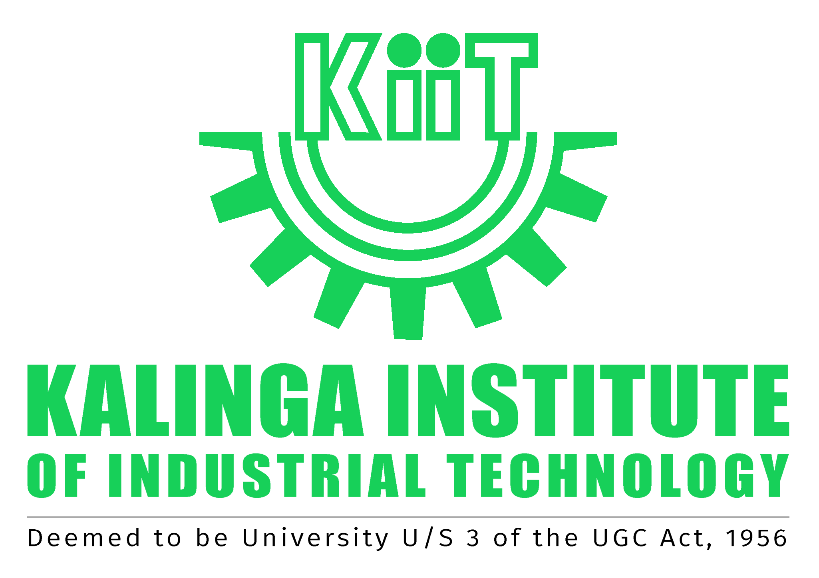 KiiT
KALINGA INSTITUTE
OF INDUSTRIAL TECHNOLOGY
Deemed to be University U/S 3 of the UGC Act, 1956